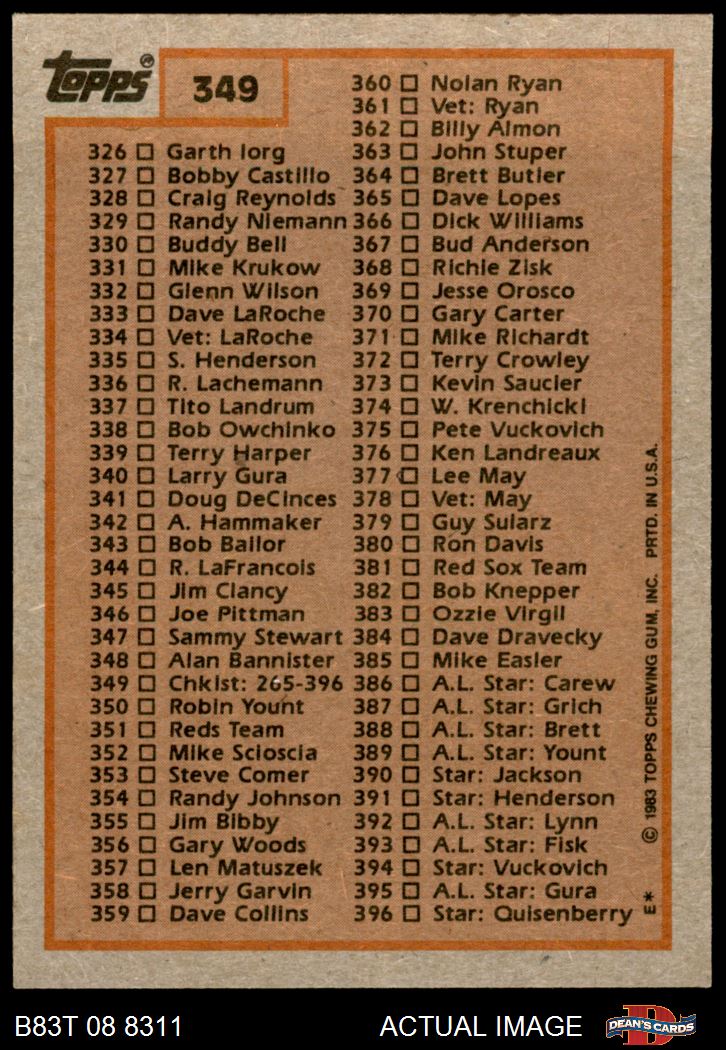 Topps®
349
326 □ Garth Iorg
327 □ Bobby Castillo
328 □ Craig Reynolds
329 □ Randy Niemann
330 □ Buddy Bell
331 □ Mike Krukow
332 □ Glenn Wilson
333 □ Dave LaRoche
334 □ Vet: LaRoche
335 □ S. Henderson
336 □ R. Lachemann
337 □ Tito Landrum
338 □ Bob Owchinko
339 □ Terry Harper
340 □ Larry Gura
341 □ Doug DeCinces
342 □ A. Hammaker
343 □ Bob Bailor
344 □ R. LaFrancois
345 □ Jim Clancy
346 □ Joe Pittman
347 □ Sammy Stewart
348 □ Alan Bannister
349 □ Chklst: 265-396
350 □ Robin Yount
351 □ Reds Team
352 □ Mike Scioscia
353 □ Steve Comer
354 □ Randy Johnson
355 □ Jim Bibby
356 □ Gary Woods
357 □ Len Matuszek
358 □ Jerry Garvin
359 □ Dave Collins
360 □ Nolan Ryan
361 □ Vet: Ryan
362 □ Billy Almon
363 □ John Stuper
364 □ Brett Butler
365 □ Dave Lopes
366 □ Dick Williams
367 □ Bud Anderson
368 □ Richie Zisk
369 □ Jesse Orosco
370 □ Gary Carter
371 □ Mike Richardt
372 □ Terry Crowley
373 □ Kevin Saucier
374 □ W. Krenchicki
375 □ Pete Vuckovich
376 □ Ken Landreaux
377 □ Lee May
378 □ Vet: May
379 □ Guy Sularz
380 □ Ron Davis
381 □ Red Sox Team
382 □ Bob Knepper
383 □ Ozzie Virgil
384 □ Dave Dravecky
385 □ Mike Easler
386 □ A.L. Star: Carew
387 □ A.L. Star: Grich
388 □ A.L. Star: Brett
389 □ A.L. Star: Yount
390 □ Star: Jackson
391 □ Star: Henderson
392 □ A.L. Star: Lynn
393 □ A.L. Star: Fisk
394 □ Star: Vuckovich
395 □ A.L. Star: Gura
396 □ Star: Quisenberry
E* © 1983 TOPPS CHEWING GUM, INC. PRTD. IN U.S.A.
B83T 08 8311
ACTUAL IMAGE
D
DEAN'S CARDS